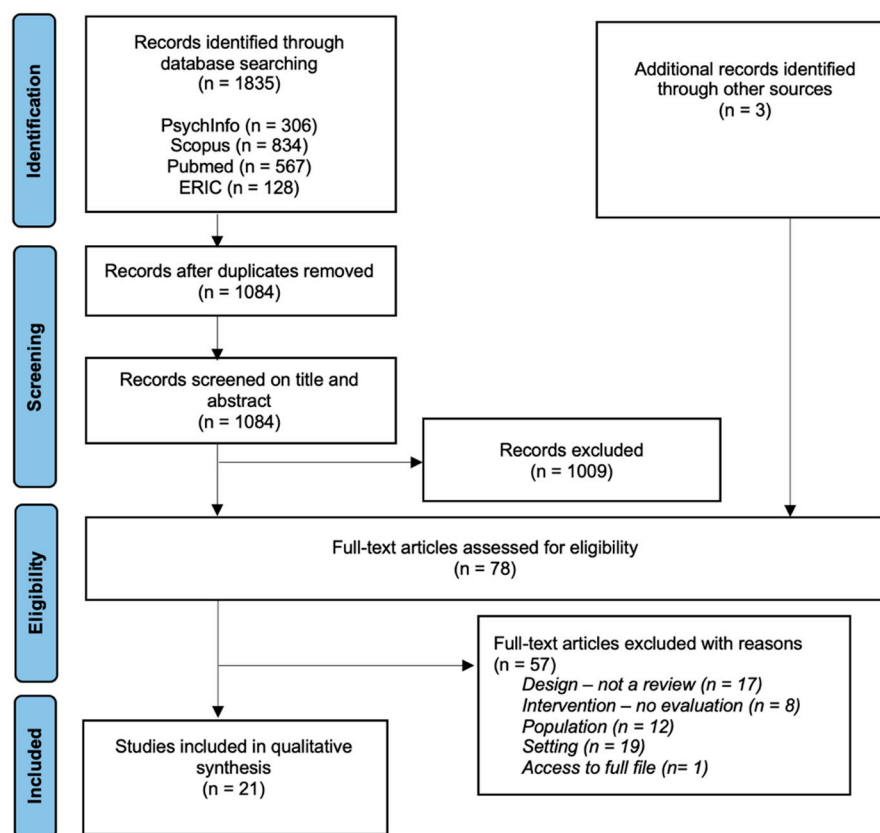 Identification
Records identified through
database searching
(n = 1835)
PsychInfo (n = 306)
Scopus (n = 834)
Pubmed (n = 567)
ERIC (n = 128)
Additional records identified
through other sources
(n = 3)
Screening
Records after duplicates removed
(n = 1084)
Records screened on title and
abstract
(n = 1084)
Records excluded
(n = 1009)
Eligibility
Full-text articles assessed for eligibility
(n = 78)
Full-text articles excluded with reasons
(n = 57)
Design – not a review (n = 17)
Intervention – no evaluation (n = 8)
Population (n = 12)
Setting (n = 19)
Access to full file (n= 1)
Included
Studies included in qualitative
synthesis
(n = 21)